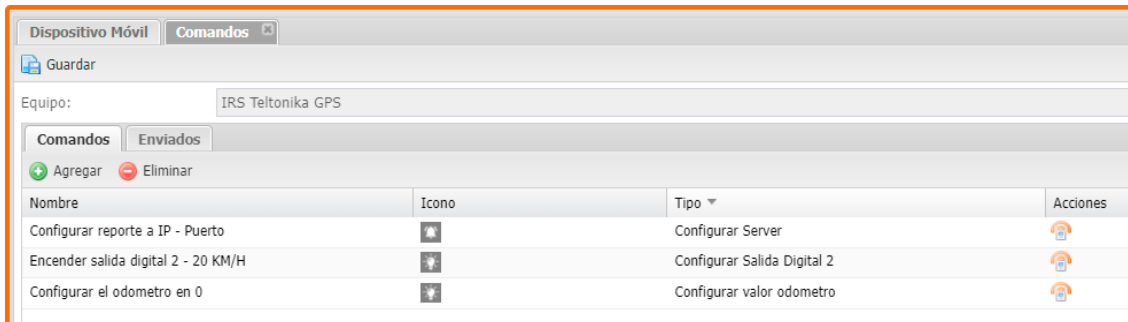 Dispositivo Móvil Comandos
Guardar
Equipo: IRS Teltonika GPS
Comandos Enviados
Agregar Eliminar
Nombre Icono Tipo Acciones
Configurar reporte a IP - Puerto Configurar Server
Encender salida digital 2 - 20 KM/H Configurar Salida Digital 2
Configurar el odometro en 0 Configurar valor odometro